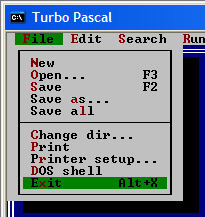 Turbo Pascal
File Edit Search Run
New
Open... F3
Save F2
Save as...
Save all
Change dir...
Print
Printer setup...
DOS shell
Exit Alt+X